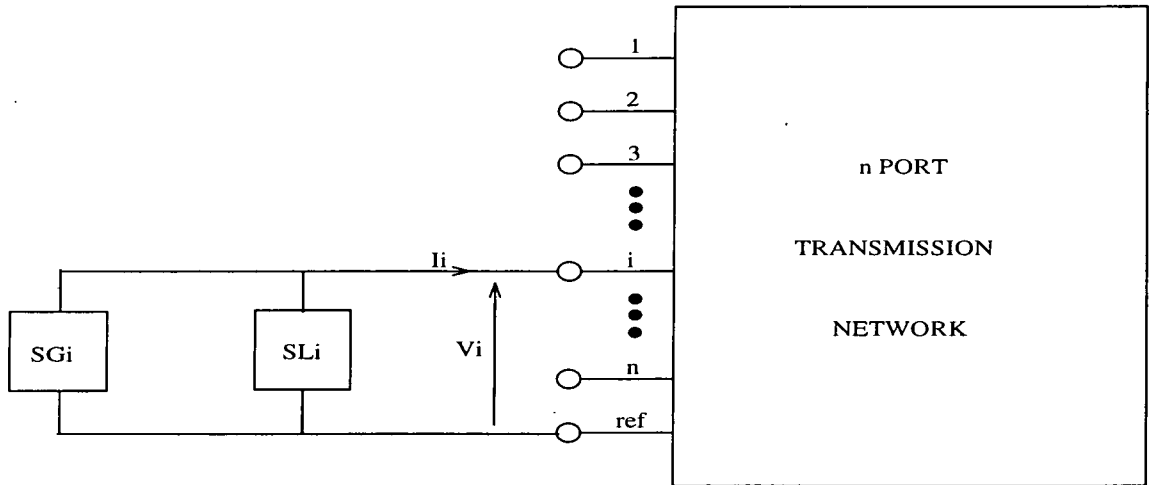 1
2
3
n PORT
TRANSMISSION
NETWORK
Ii
i
SGi
SLi
Vi
n
ref